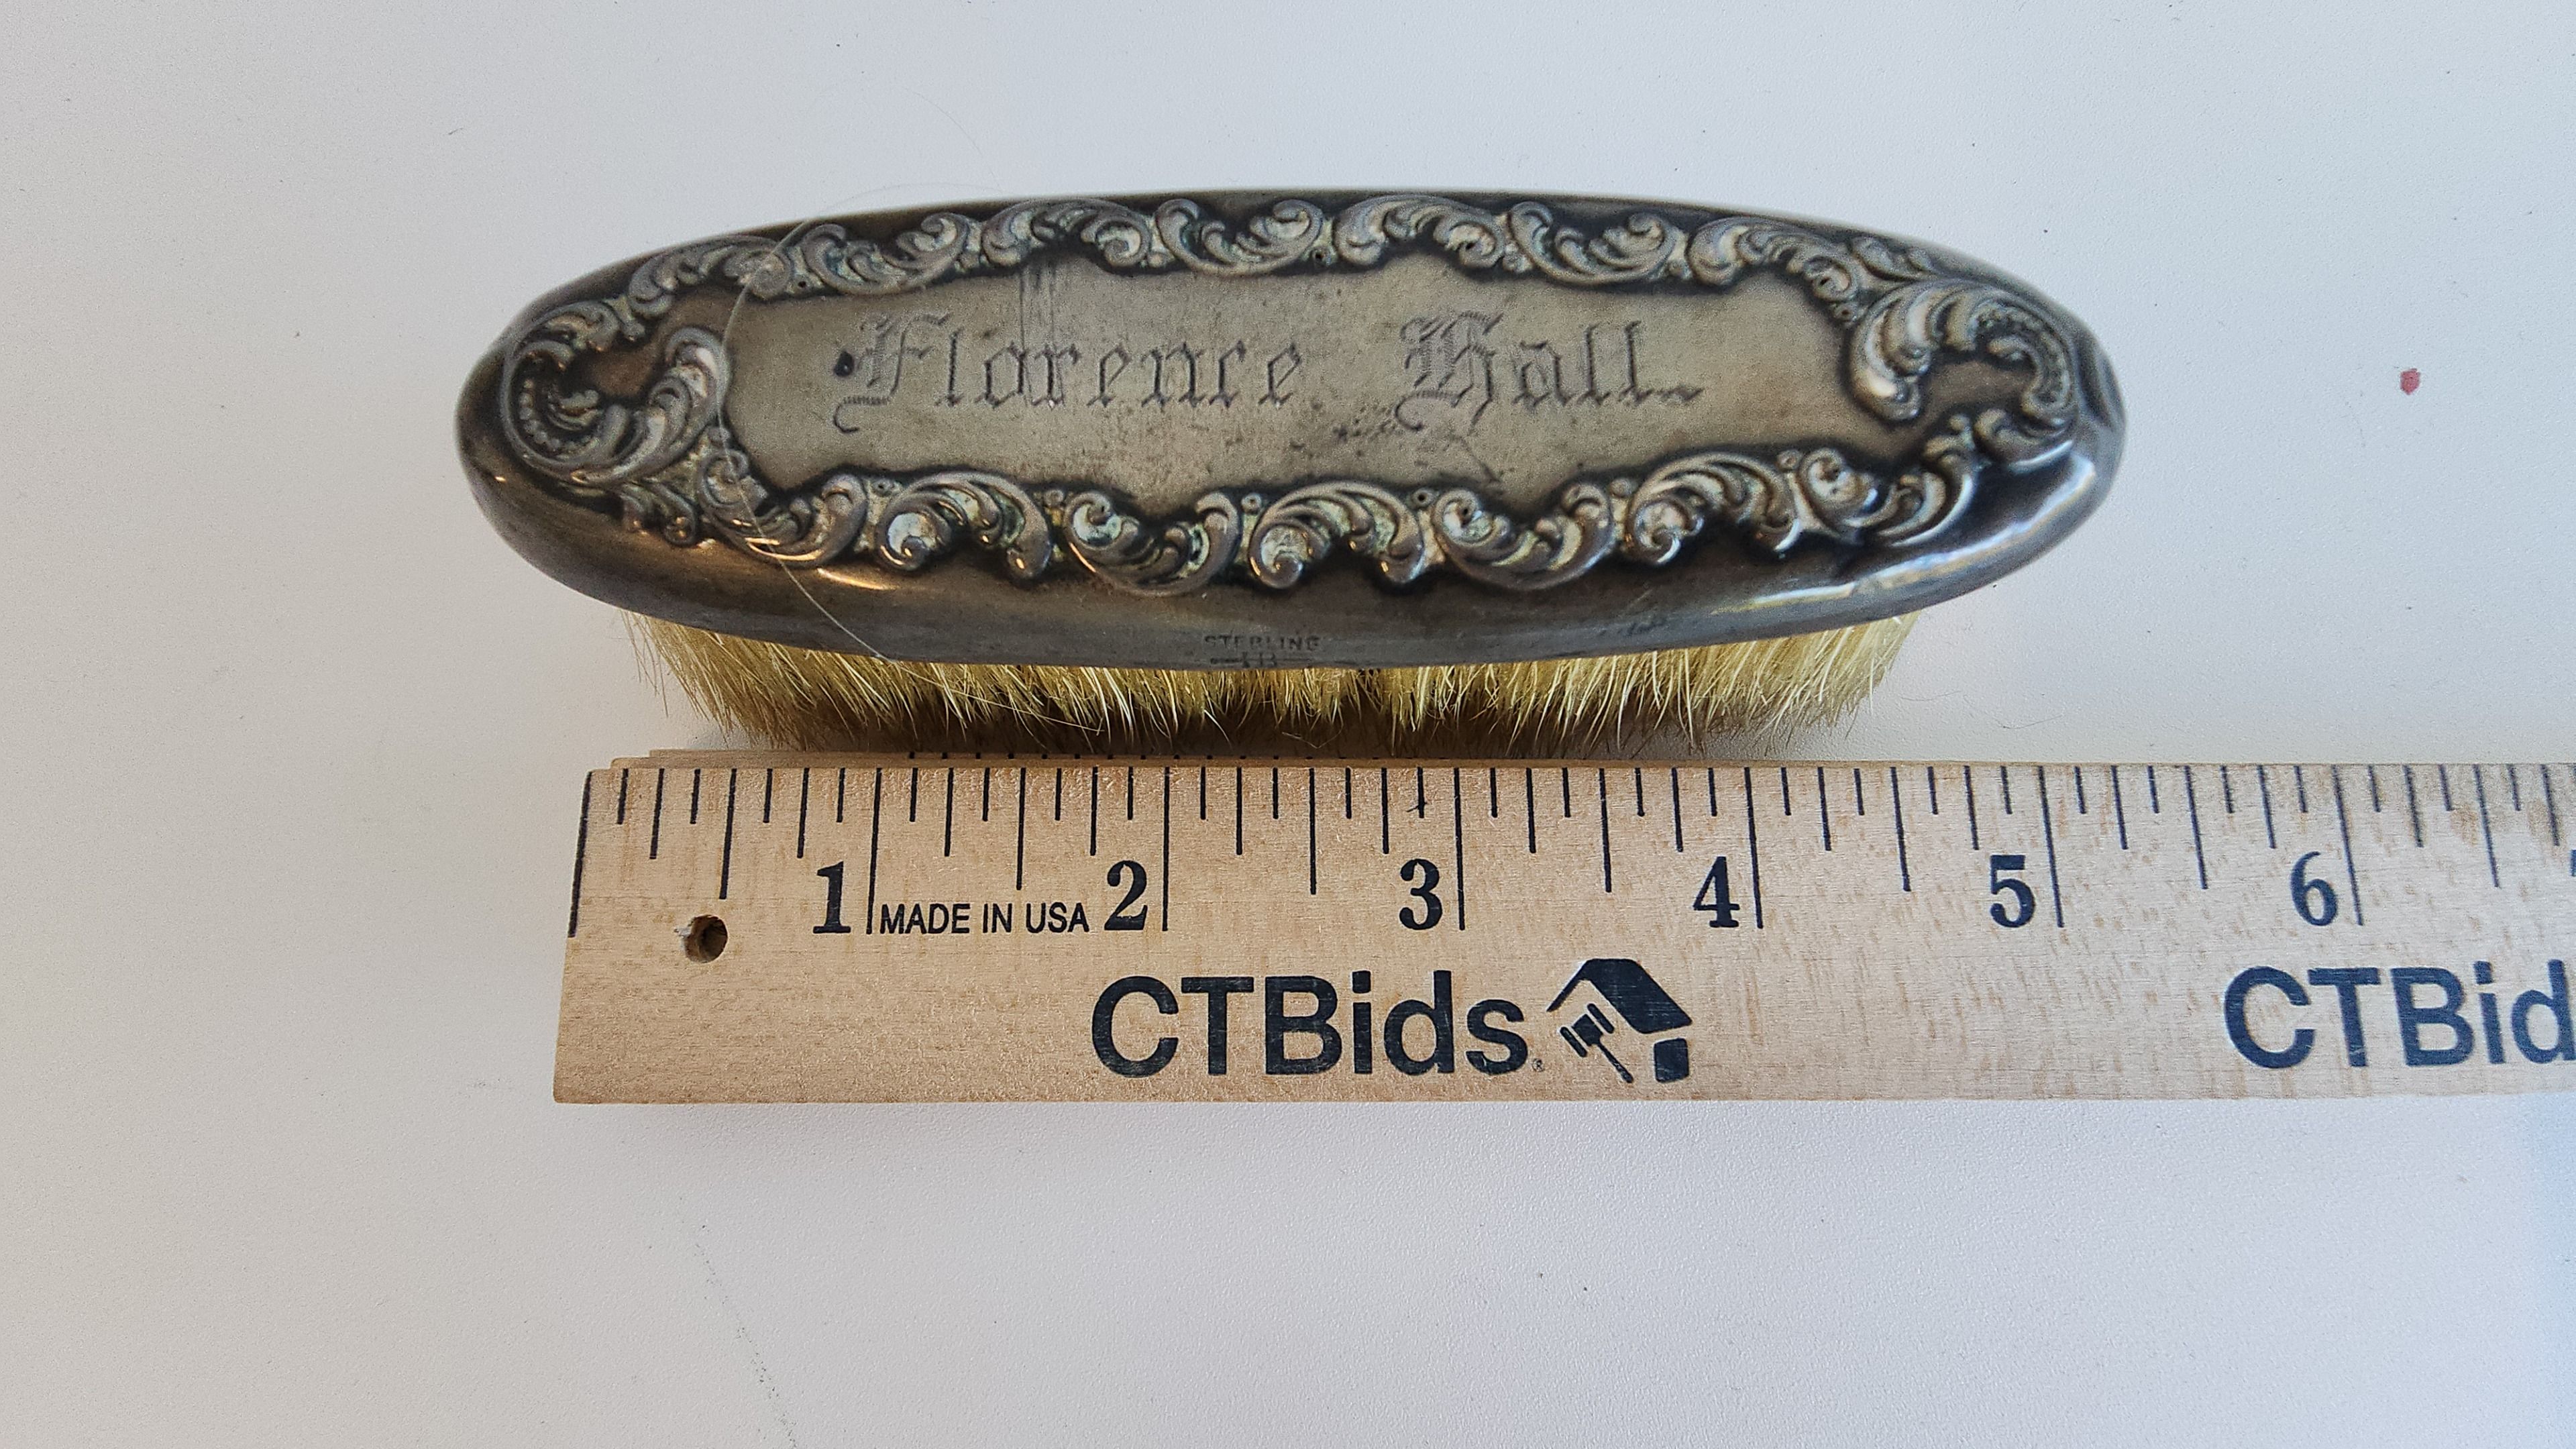 Florence Hall
STERLING
1 2 3 4 5 6
MADE IN USA
CTBids® CTBid